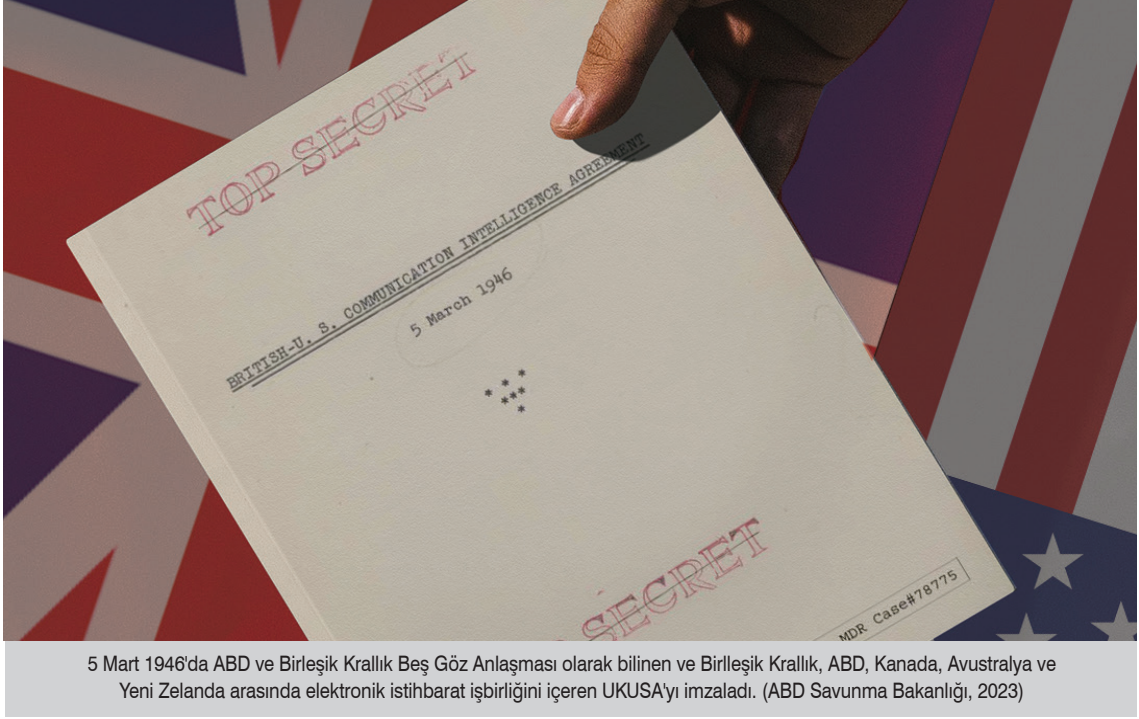 TOP SECRET
BRITISH-U. S. COMMUNICATION INTELLIGENCE AGREEMENT
5 March 1946
SECRET
MDR Case#78775
5 Mart 1946'da ABD ve Birleşik Krallık Beş Göz Anlaşması olarak bilinen ve Birlleşik Krallık, ABD, Kanada, Avustralya ve
Yeni Zelanda arasında elektronik istihbarat işbirliğini içeren UKUSA'yı imzaladı. (ABD Savunma Bakanlığı, 2023)